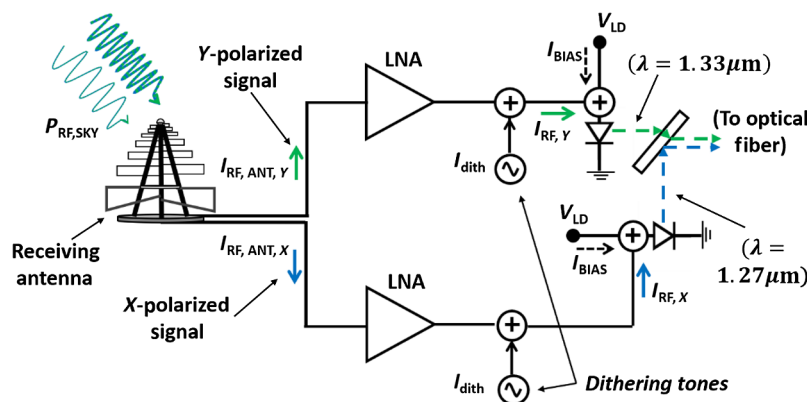 Y-polarized
signal
LNA
V_LD
I_BIAS
(λ = 1.33μm)
P_RF,SKY
I_RF, ANT, Y
I_dith
I_RF, Y
(To optical
fiber)
Receiving
antenna
I_RF, ANT, X
X-polarized
signal
LNA
V_LD
I_BIAS
I_RF, X
(λ =
1.27μm)
I_dith
Dithering tones